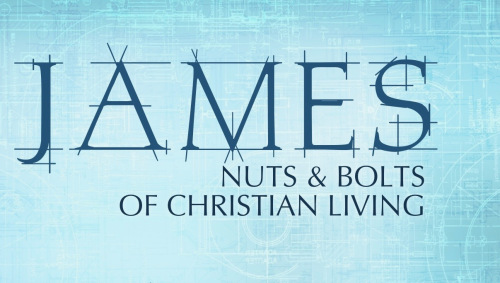 JAMES
NUTS & BOLTS
OF CHRISTIAN LIVING